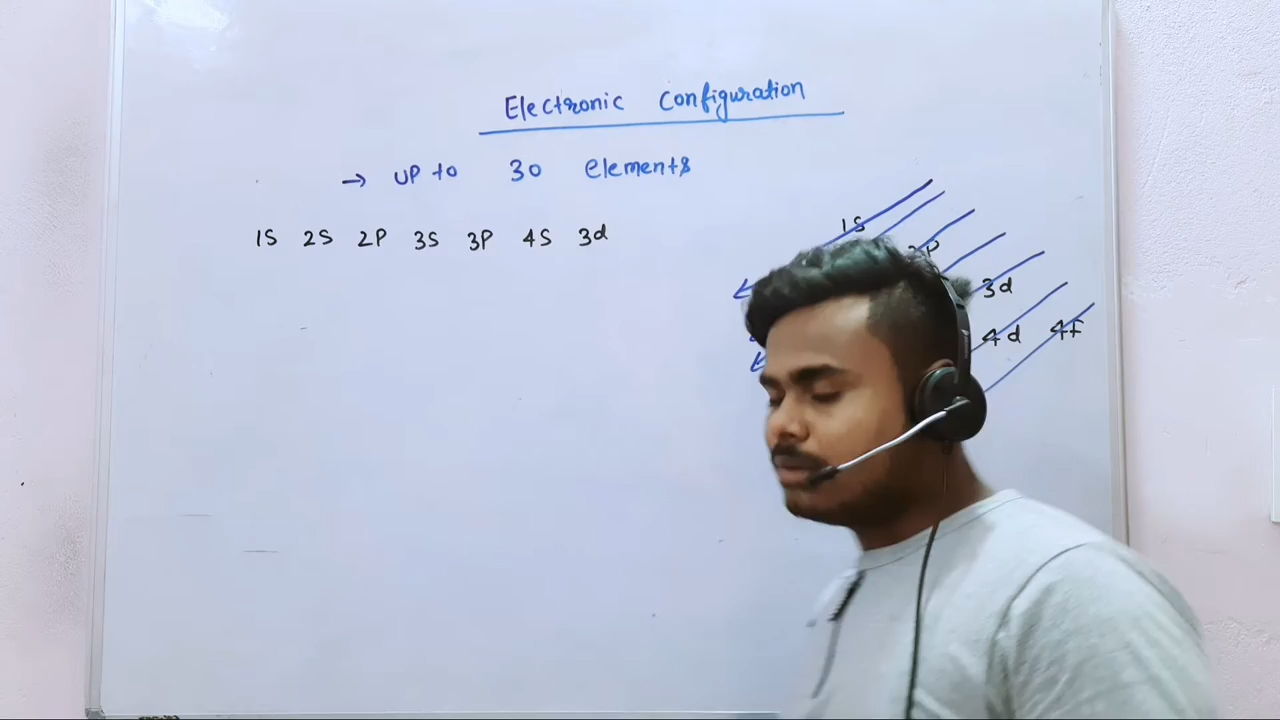 Electronic Configuration
→ UP to 30 elements
1S 2S 2P 3S 3P 4S 3d
1S
3d
4d 4f